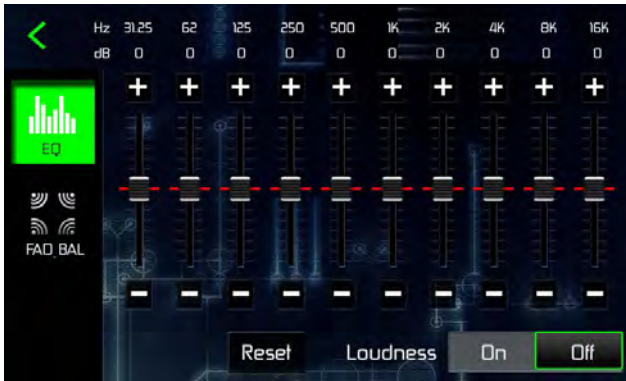 Hz 31.25 62 125 250 500 1K 2K 4K 8K 16K
dB 0 0 0 0 0 0 0 0 0 0
+ + + + + + + + + +
EQ
FAD_BAL
- - - - - - - - - -
Reset Loudness On Off